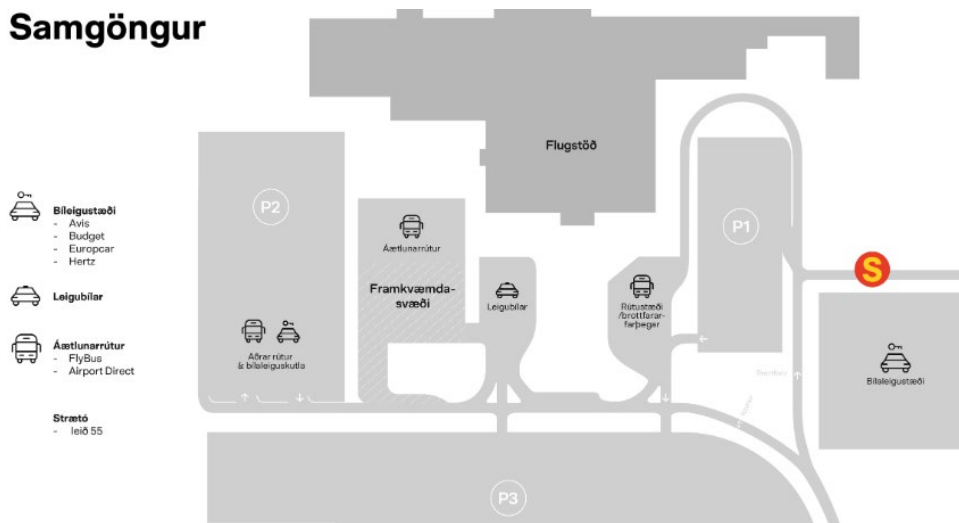 Samgöngur
Bíleigustæði
- Avis
- Budget
- Europcar
- Hertz
Leigubílar
Áætlunarrútur
- FlyBus
- Airport Direct
Strætó
- leið 55
Flugstöð
P2
Áætlunarrútur
Framkvæmda-
svæði
Leigubílar
Rútustæði
/brottfarar-
farþegar
P1
S
Aðrar rútur
& bílaleiguskutla
Bílaleigustæði
P3